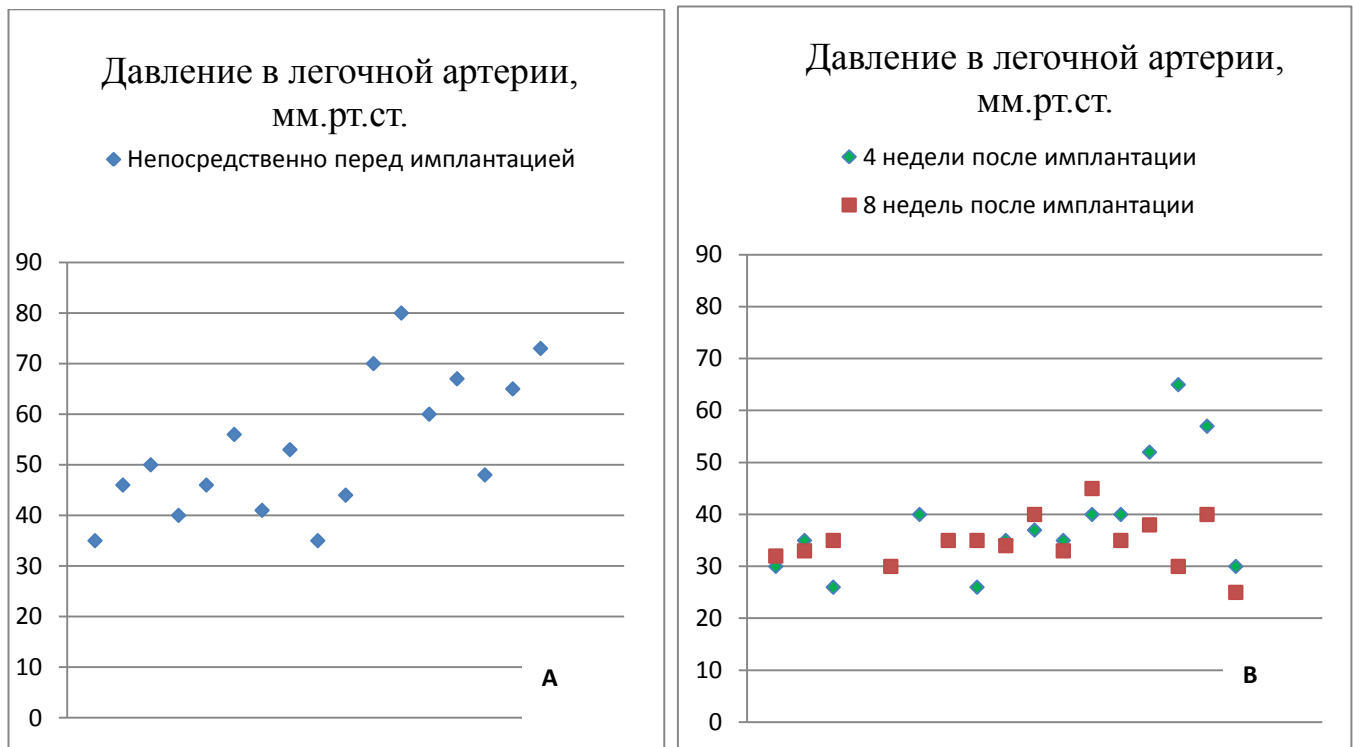 Давление в легочной артерии,
мм.рт.ст.
Непосредственно перед имплантацией
90
80
70
60
50
40
30
20
10
0
А
Давление в легочной артерии,
мм.рт.ст.
4 недели после имплантации
8 недель после имплантации
90
80
70
60
50
40
30
20
10
0
В